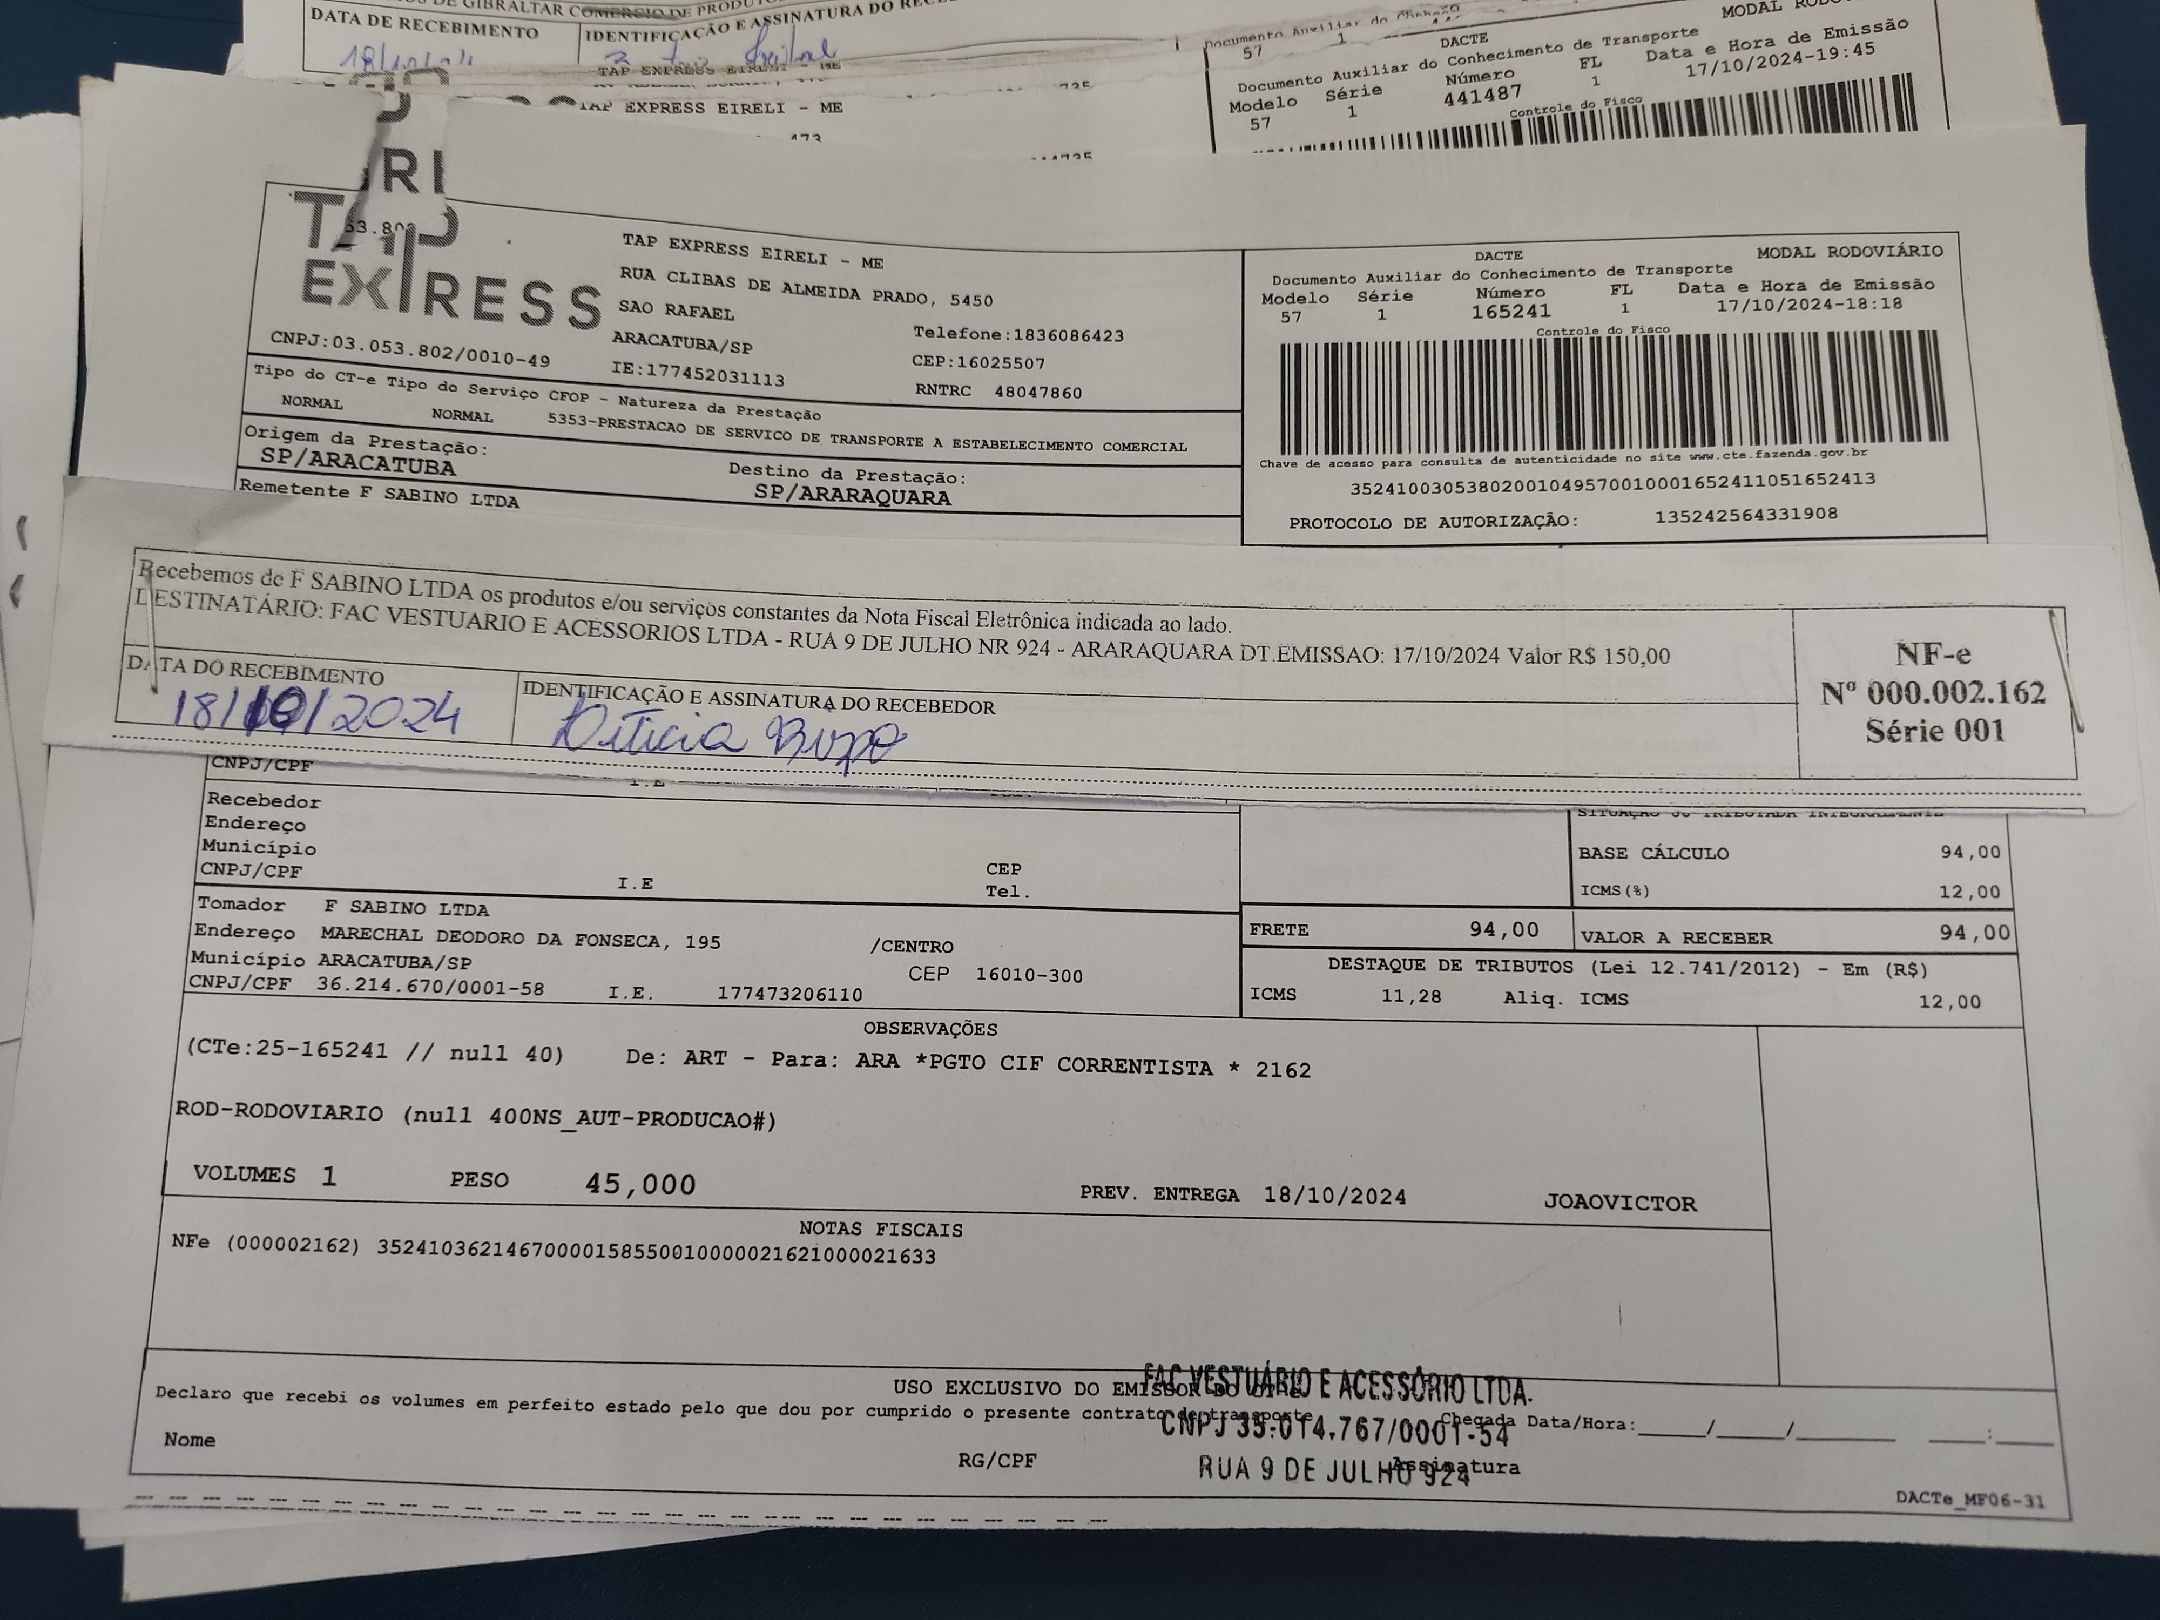 DE GIBRALTAR COMERCIO DE
DATA DE RECEBIMENTO
IDENTIFICAÇÃO E ASSINATURA DO
TAP EXPRESS EIRELI - ME
TAP EXPRESS EIRELI - ME
Documento Auxiliar do
57 1
DACTE
Documento Auxiliar do Conhecimento de Transporte
Modelo Série Número FL Data e Hora de Emissão
57 1 441487 1 17/10/2024-19:45
Controle do Fisco
TAP
EXPRESS
CNPJ:03.053.802/0010-49
TAP EXPRESS EIRELI - ME
RUA CLIBAS DE ALMEIDA PRADO, 5450
SAO RAFAEL
ARACATUBA/SP
IE:177452031113
Telefone:1836086423
CEP:16025507
RNTRC 48047860
DACTE MODAL RODOVIÁRIO
Documento Auxiliar do Conhecimento de Transporte
Modelo Série Número FL Data e Hora de Emissão
57 1 165241 1 17/10/2024-18:18
Controle do Fisco
Chave de acesso para consulta de autenticidade no site www.cte.fazenda.gov.br
35241003053802001049570010001652411051652413
PROTOCOLO DE AUTORIZAÇÃO: 135242564331908
Tipo do CT-e Tipo do Serviço CFOP - Natureza da Prestação
NORMAL NORMAL 5353-PRESTACAO DE SERVICO DE TRANSPORTE A ESTABELECIMENTO COMERCIAL
Origem da Prestação:
SP/ARACATUBA
Destino da Prestação:
SP/ARARAQUARA
Remetente F SABINO LTDA
Recebemos de F SABINO LTDA os produtos e/ou serviços constantes da Nota Fiscal Eletrônica indicada ao lado.
DESTINATÁRIO: FAC VESTUARIO E ACESSORIOS LTDA - RUA 9 DE JULHO NR 924 - ARARAQUARA DT.EMISSAO: 17/10/2024 Valor R$ 150,00
DATA DO RECEBIMENTO
18/10/2024
IDENTIFICAÇÃO E ASSINATURA DO RECEBEDOR
NF-e
Nº 000.002.162
Série 001
CNPJ/CPF
Recebedor
Endereço
Município
CNPJ/CPF I.E
CEP
Tel.
BASE CÁLCULO 94,00
ICMS(%) 12,00
FRETE 94,00 VALOR A RECEBER 94,00
Tomador F SABINO LTDA
Endereço MARECHAL DEODORO DA FONSECA, 195 /CENTRO
Município ARACATUBA/SP CEP 16010-300
CNPJ/CPF 36.214.670/0001-58 I.E. 177473206110
DESTAQUE DE TRIBUTOS (Lei 12.741/2012) - Em (R$)
ICMS 11,28 Aliq. ICMS 12,00
OBSERVAÇÕES
(CTe:25-165241 // null 40) De: ART - Para: ARA *PGTO CIF CORRENTISTA * 2162
ROD-RODOVIARIO (null 400NS_AUT-PRODUCAO#)
VOLUMES 1 PESO 45,000 PREV. ENTREGA 18/10/2024 JOAOVICTOR
NOTAS FISCAIS
NFe (000002162) 35241036214670000158550010000021621000021633
USO EXCLUSIVO DO EMISSOR DO
Declaro que recebi os volumes em perfeito estado pelo que dou por cumprido o presente contrato de transporte
Chegada Data/Hora:____/____/______ ____:____
Nome RG/CPF Assinatura
FAC VESTUÁRIO E ACESSÓRIO LTDA.
CNPJ 35.014.767/0001-54
RUA 9 DE JULHO 924
DACTe_MF06-31